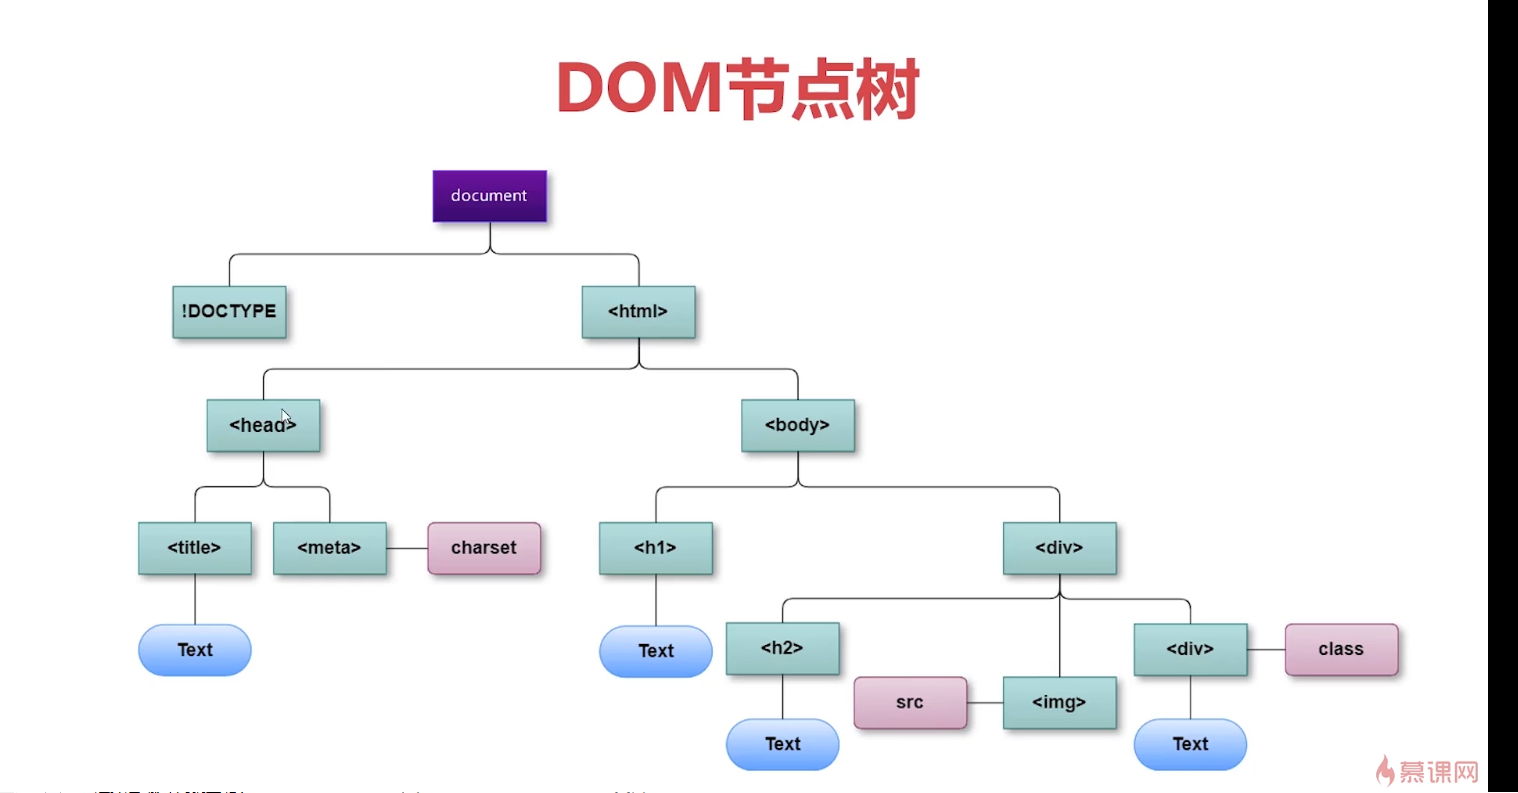 DOM节点树
document
!DOCTYPE
<html>
<head>
<body>
<title>
<meta>
charset
<h1>
<div>
Text
Text
<h2>
<div>
class
src
<img>
Text
Text
慕课网